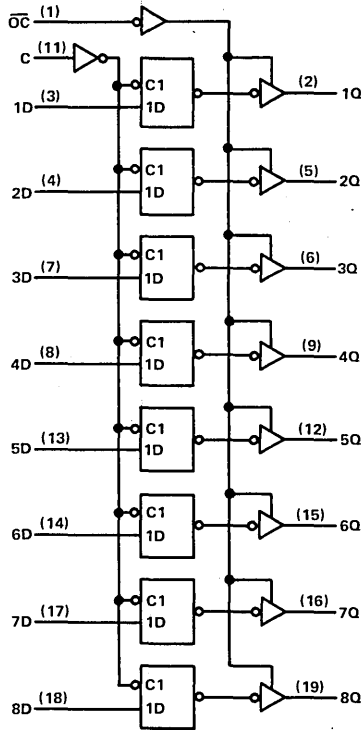 OC (1)
C (11)
C1
1D (3) 1D (2) 1Q
C1
2D (4) 1D (5) 2Q
C1
3D (7) 1D (6) 3Q
C1
4D (8) 1D (9) 4Q
C1
5D (13) 1D (12) 5Q
C1
6D (14) 1D (15) 6Q
C1
7D (17) 1D (16) 7Q
C1
8D (18) 1D (19) 8Q